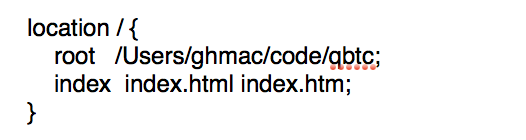 location / {
root /Users/ghmac/code/qbtc;
index index.html index.htm;
}